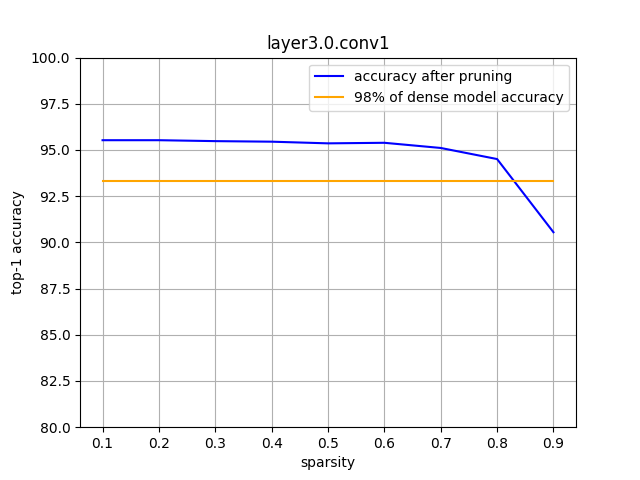 layer3.0.conv1
100.0
97.5
95.0
92.5
90.0
87.5
85.0
82.5
80.0
top-1 accuracy
accuracy after pruning
98% of dense model accuracy
0.1 0.2 0.3 0.4 0.5 0.6 0.7 0.8 0.9
sparsity